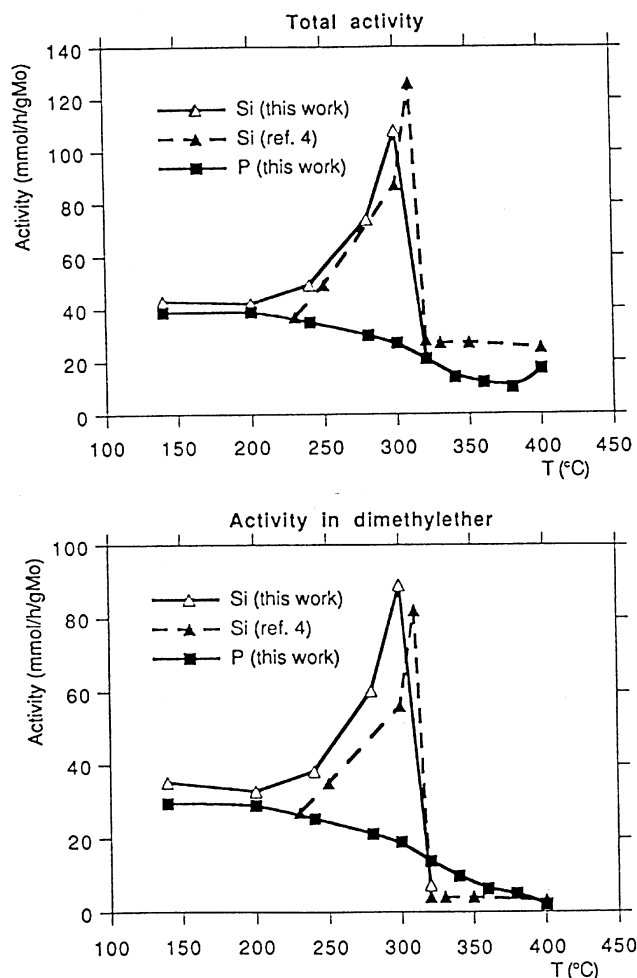 Total activity
140
120
100
80
60
40
20
0
Activity (mmol/h/gMo)
Si (this work)
Si (ref. 4)
P (this work)
100 150 200 250 300 350 400 450
T (°C)
Activity in dimethylether
100
80
60
40
20
0
Activity (mmol/h/gMo)
Si (this work)
Si (ref. 4)
P (this work)
100 150 200 250 300 350 400 450
T (°C)